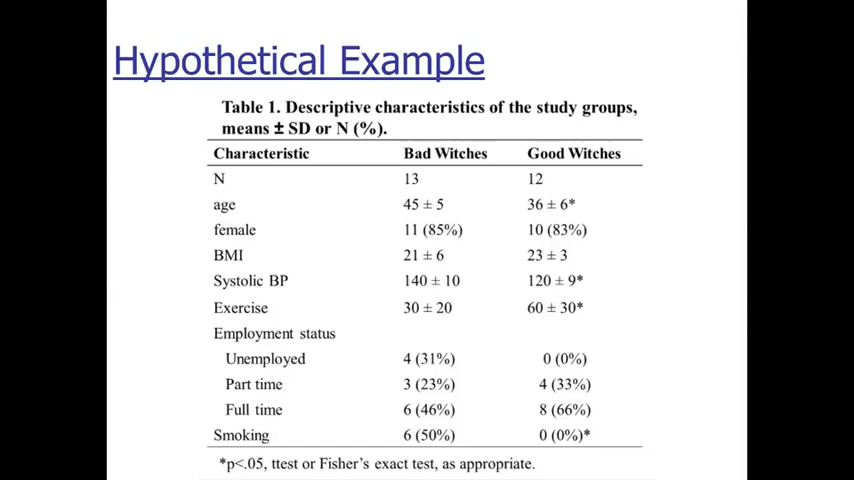 Hypothetical Example
Table 1. Descriptive characteristics of the study groups,
means ± SD or N (%).
Characteristic Bad Witches Good Witches
N 13 12
age 45 ± 5 36 ± 6*
female 11 (85%) 10 (83%)
BMI 21 ± 6 23 ± 3
Systolic BP 140 ± 10 120 ± 9*
Exercise 30 ± 20 60 ± 30*
Employment status
Unemployed 4 (31%) 0 (0%)
Part time 3 (23%) 4 (33%)
Full time 6 (46%) 8 (66%)
Smoking 6 (50%) 0 (0%)*
*p<.05, ttest or Fisher's exact test, as appropriate.